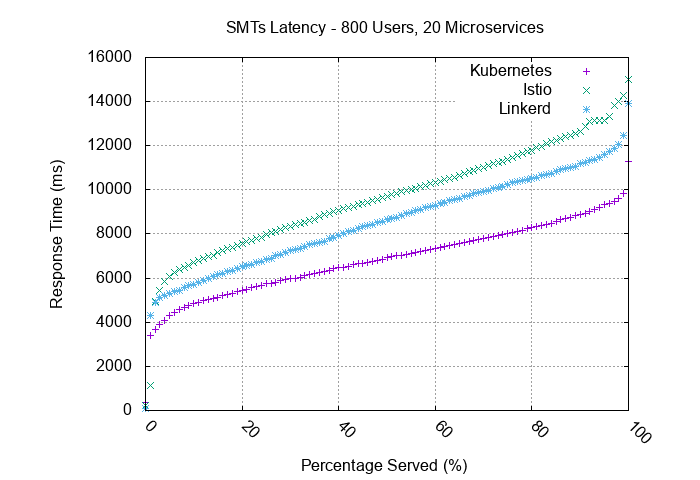 SMTs Latency - 800 Users, 20 Microservices
16000
14000
12000
10000
8000
6000
4000
2000
0
Response Time (ms)
Kubernetes
Istio
Linkerd
0 20 40 60 80 100
Percentage Served (%)